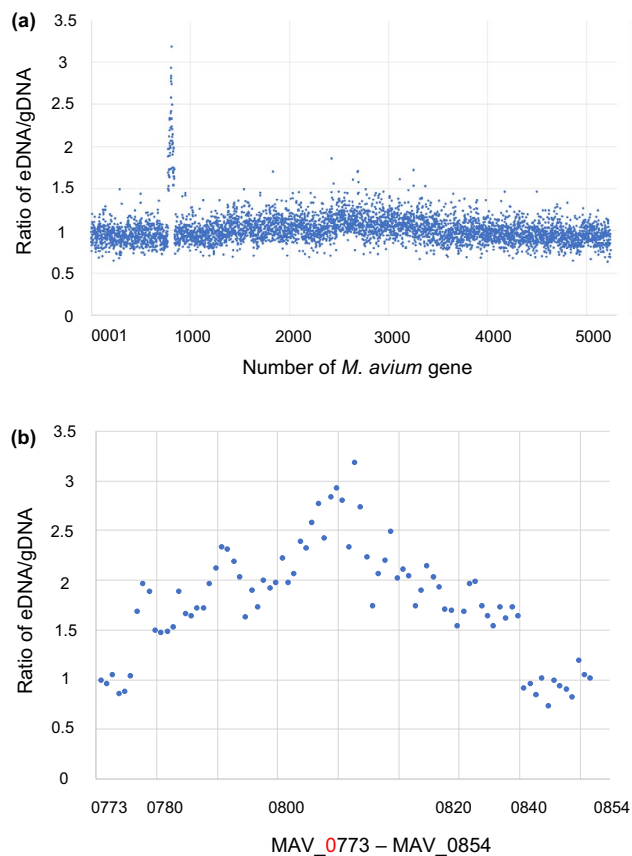 (a)
Ratio of eDNA/gDNA
3.5
3
2.5
2
1.5
1
0.5
0
0001 1000 2000 3000 4000 5000
Number of M. avium gene
(b)
Ratio of eDNA/gDNA
3.5
3
2.5
2
1.5
1
0.5
0
0773 0780 0800 0820 0840 0854
MAV_0773 – MAV_0854